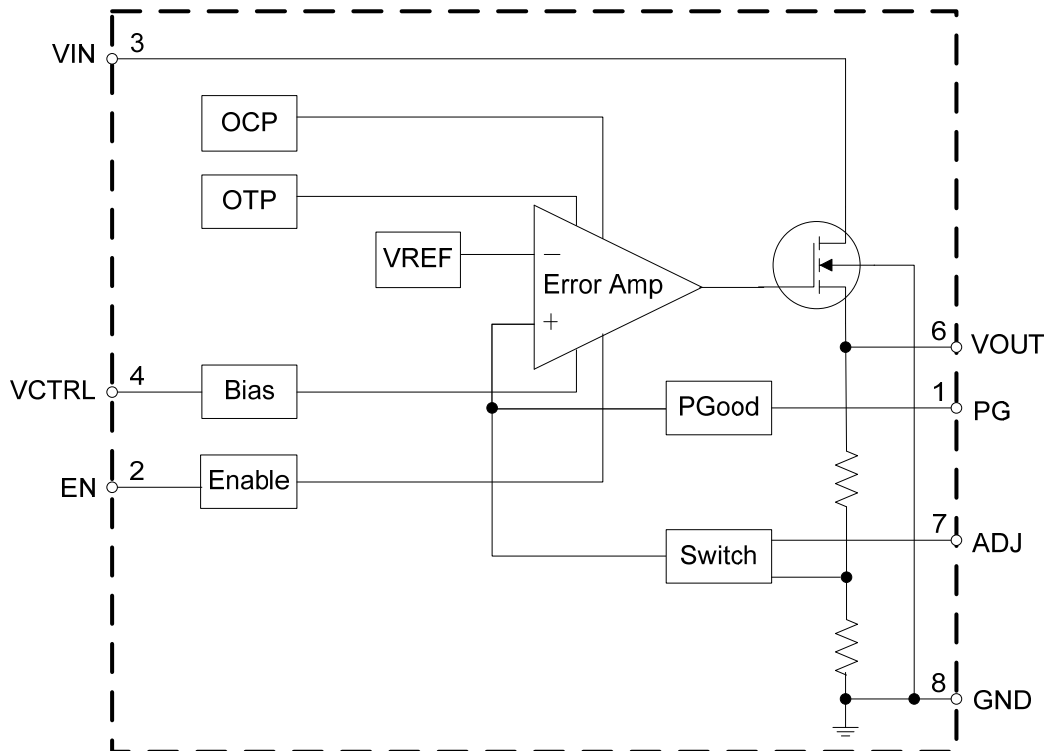 VIN
3
OCP
OTP
VREF
−
Error Amp
+
6
VOUT
VCTRL
4
Bias
PGood
1
PG
EN
2
Enable
7
ADJ
Switch
8
GND